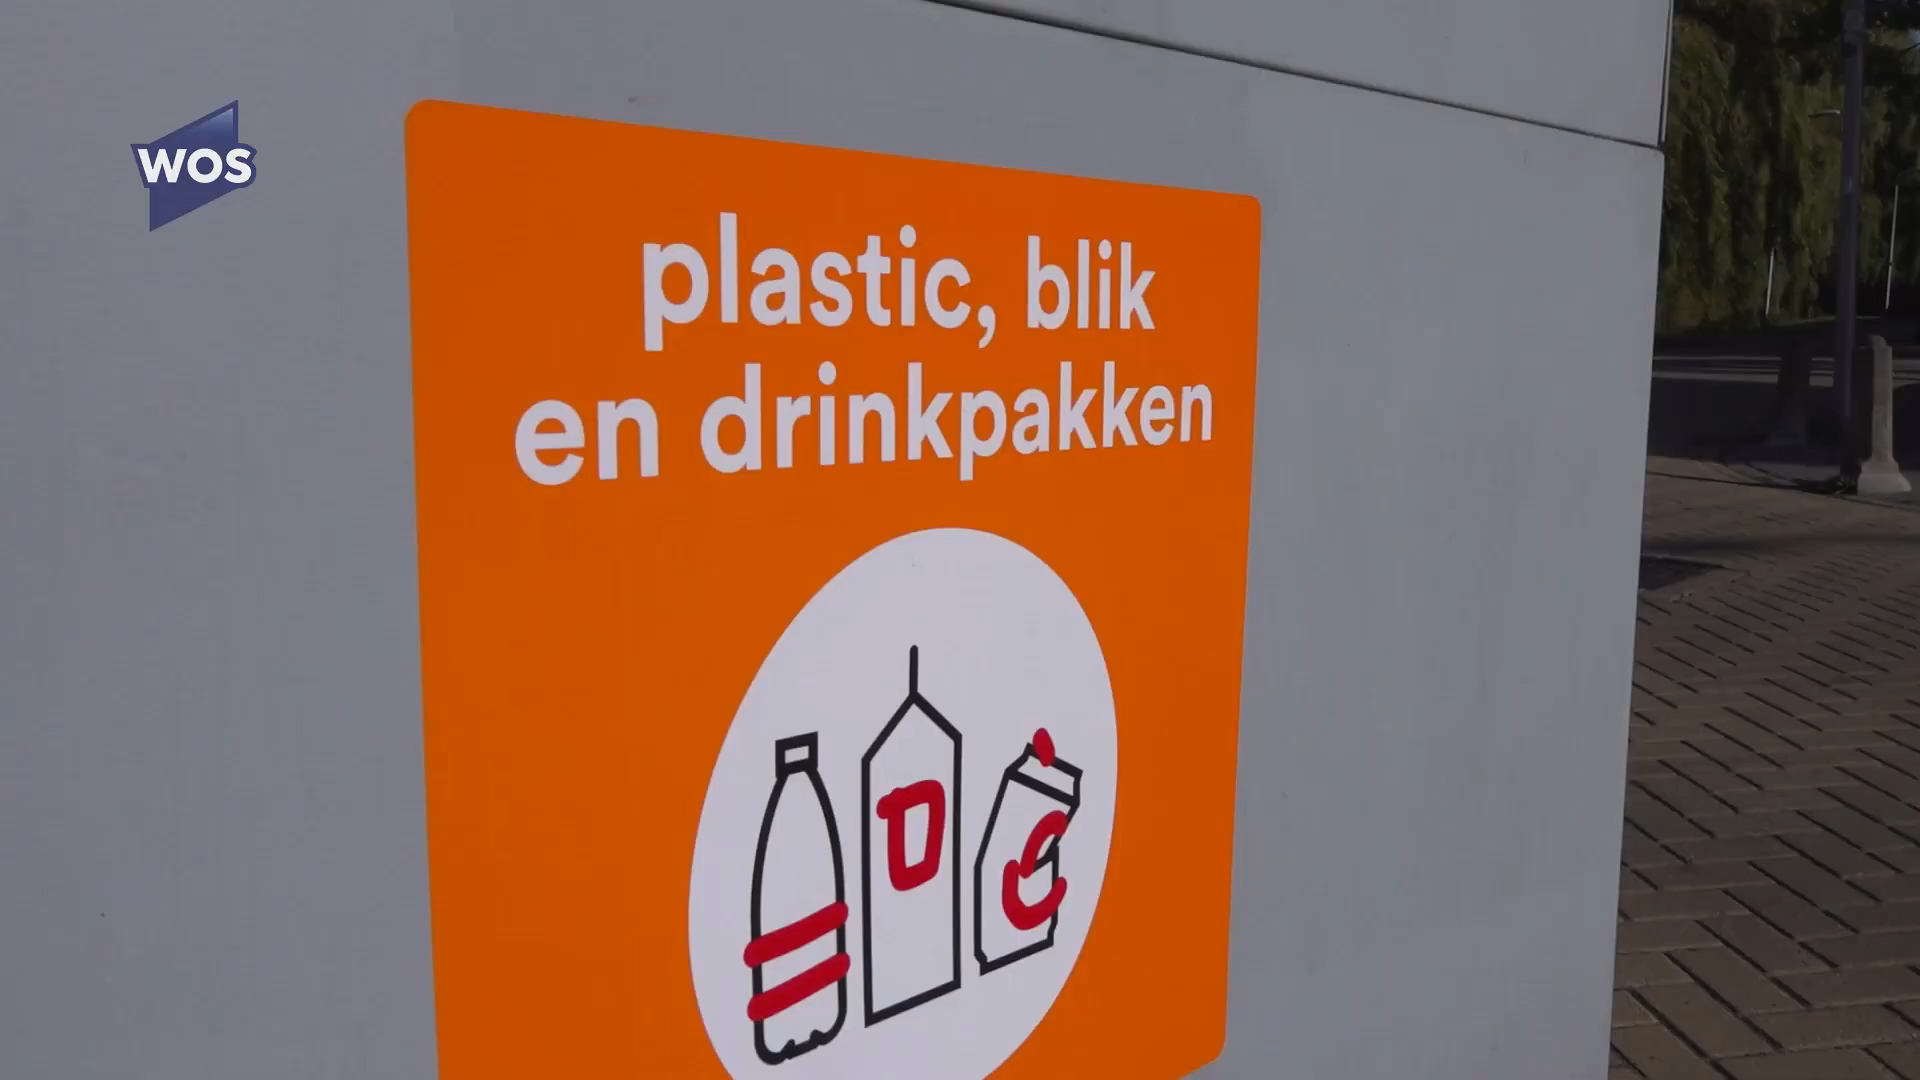 WOS
plastic, blik
en drinkpakken
D